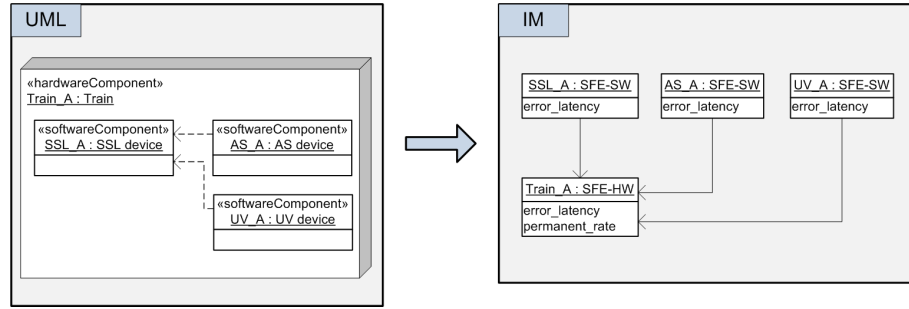 UML
«hardwareComponent»
Train_A : Train
«softwareComponent»
SSL_A : SSL device
«softwareComponent»
AS_A : AS device
«softwareComponent»
UV_A : UV device
IM
SSL_A : SFE-SW
error_latency
AS_A : SFE-SW
error_latency
UV_A : SFE-SW
error_latency
Train_A : SFE-HW
error_latency
permanent_rate